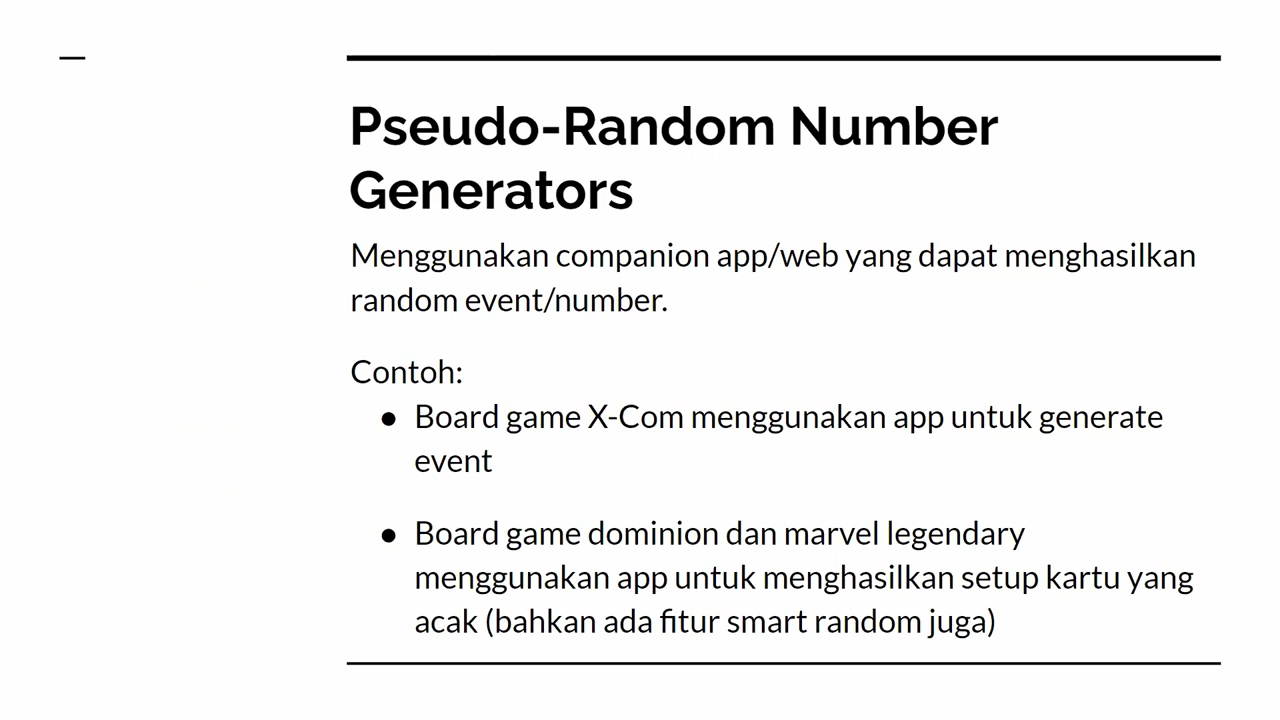 Pseudo-Random Number
Generators
Menggunakan companion app/web yang dapat menghasilkan
random event/number.
Contoh:
● Board game X-Com menggunakan app untuk generate
event
● Board game dominion dan marvel legendary
menggunakan app untuk menghasilkan setup kartu yang
acak (bahkan ada fitur smart random juga)